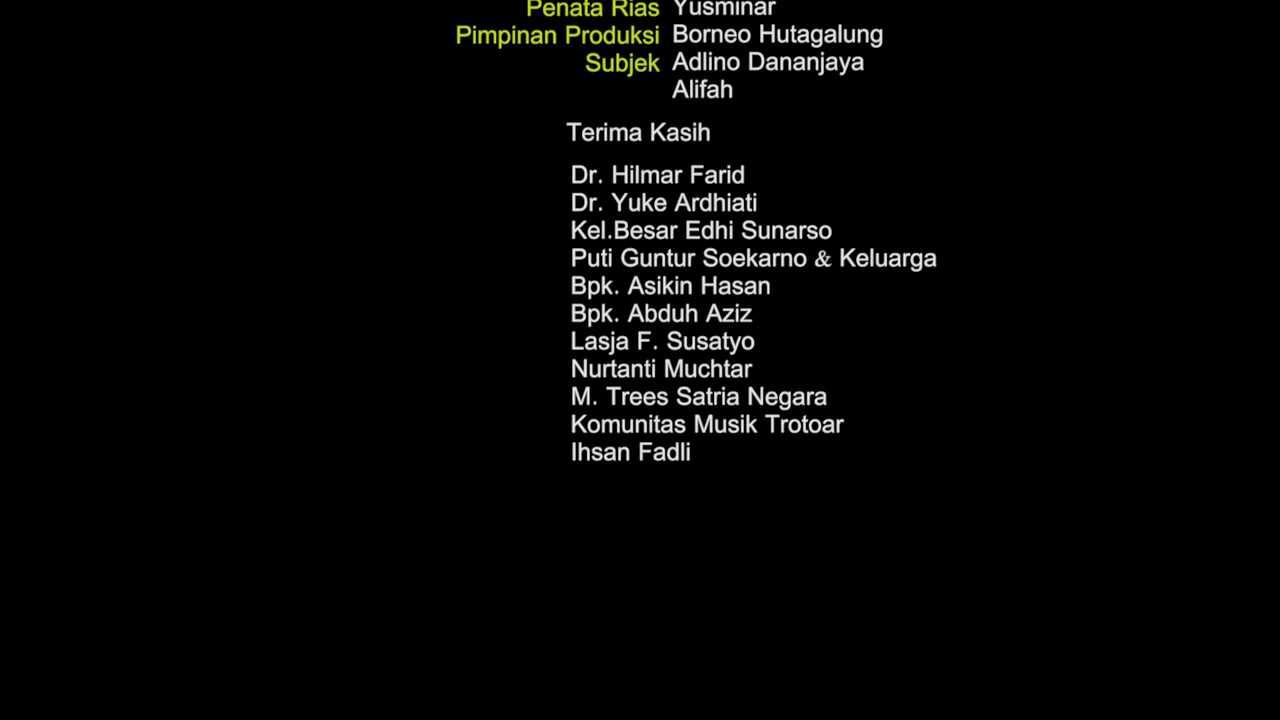 Penata Rias Yusminar
Pimpinan Produksi Borneo Hutagalung
Subjek Adlino Dananjaya
Alifah
Terima Kasih
Dr. Hilmar Farid
Dr. Yuke Ardhiati
Kel.Besar Edhi Sunarso
Puti Guntur Soekarno & Keluarga
Bpk. Asikin Hasan
Bpk. Abduh Aziz
Lasja F. Susatyo
Nurtanti Muchtar
M. Trees Satria Negara
Komunitas Musik Trotoar
Ihsan Fadli